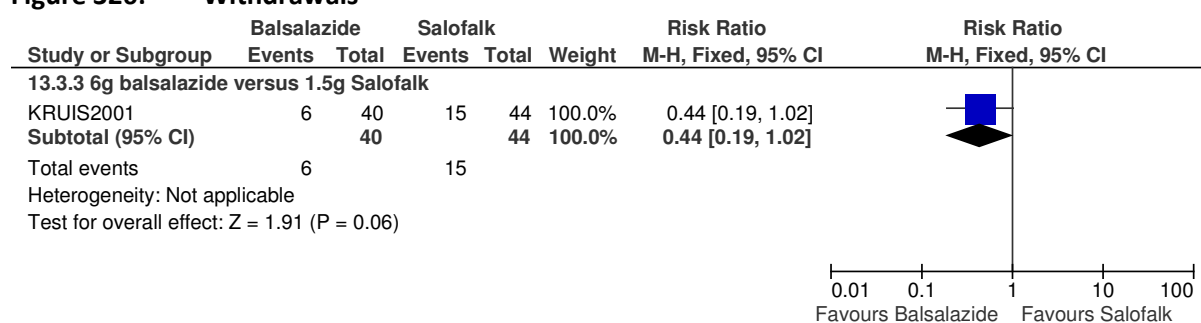 Figure 320: Withdrawals
Balsalazide Salofalk Risk Ratio Risk Ratio
Study or Subgroup Events Total Events Total Weight M-H, Fixed, 95% CI M-H, Fixed, 95% CI
13.3.3 6g balsalazide versus 1.5g Salofalk
KRUIS2001 6 40 15 44 100.0% 0.44 [0.19, 1.02]
Subtotal (95% CI) 40 44 100.0% 0.44 [0.19, 1.02]
Total events 6 15
Heterogeneity: Not applicable
Test for overall effect: Z = 1.91 (P = 0.06)
0.01 0.1 1 10 100
Favours Balsalazide Favours Salofalk